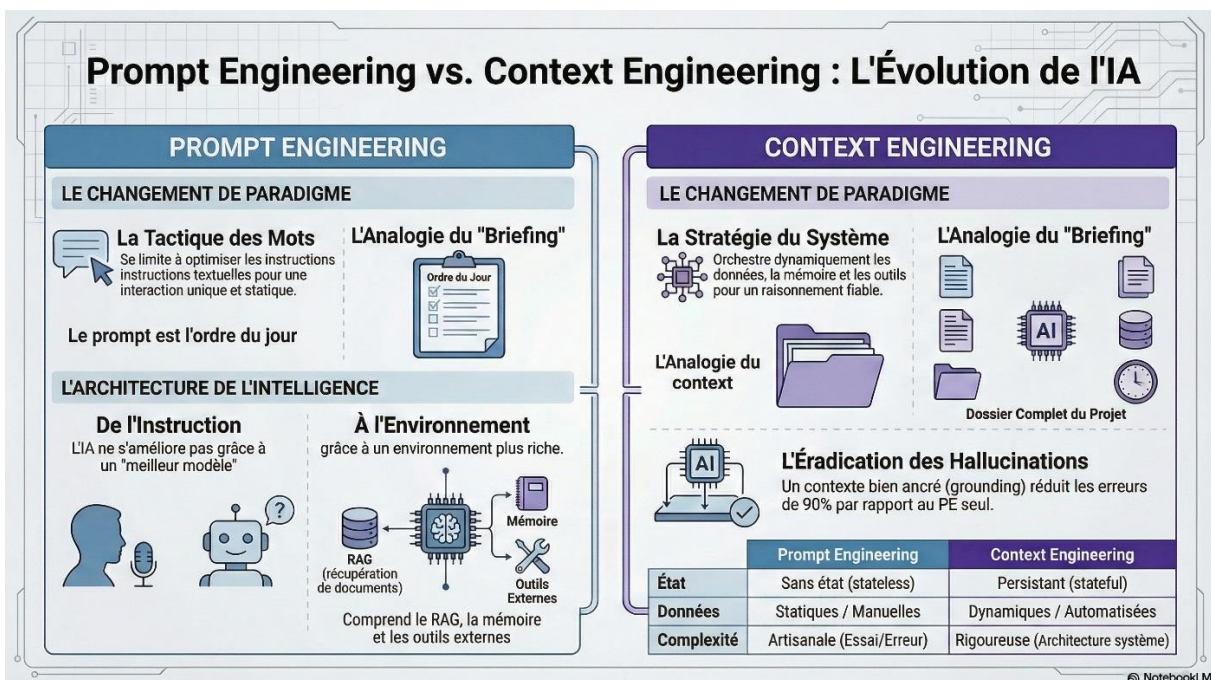 Prompt Engineering vs. Context Engineering : L'Évolution de l'IA
PROMPT ENGINEERING
LE CHANGEMENT DE PARADIGME
La Tactique des Mots
Se limite à optimiser les instructions
instructions textuelles pour une
interaction unique et statique.
Le prompt est l'ordre du jour
L'Analogie du "Briefing"
Ordre du Jour
L'ARCHITECTURE DE L'INTELLIGENCE
De l'Instruction
L'IA ne s'améliore pas grâce à
un "meilleur modèle"
?
À l'Environnement
grâce à un environnement plus riche.
RAG
(récupération
de documents)
Mémoire
Outils
Externes
Comprend le RAG, la mémoire
et les outils externes
CONTEXT ENGINEERING
LE CHANGEMENT DE PARADIGME
La Stratégie du Système
Orchestre dynamiquement les
données, la mémoire et les outils
pour un raisonnement fiable.
L'Analogie du
context
L'Analogie du "Briefing"
AI
Dossier Complet du Projet
AI
L'Éradication des Hallucinations
Un contexte bien ancré (grounding) réduit les erreurs
de 90% par rapport au PE seul.
Prompt Engineering Context Engineering
État Sans état (stateless) Persistant (stateful)
Données Statiques / Manuelles Dynamiques / Automatisées
Complexité Artisanale (Essai/Erreur) Rigoureuse (Architecture système)
NotebookLM